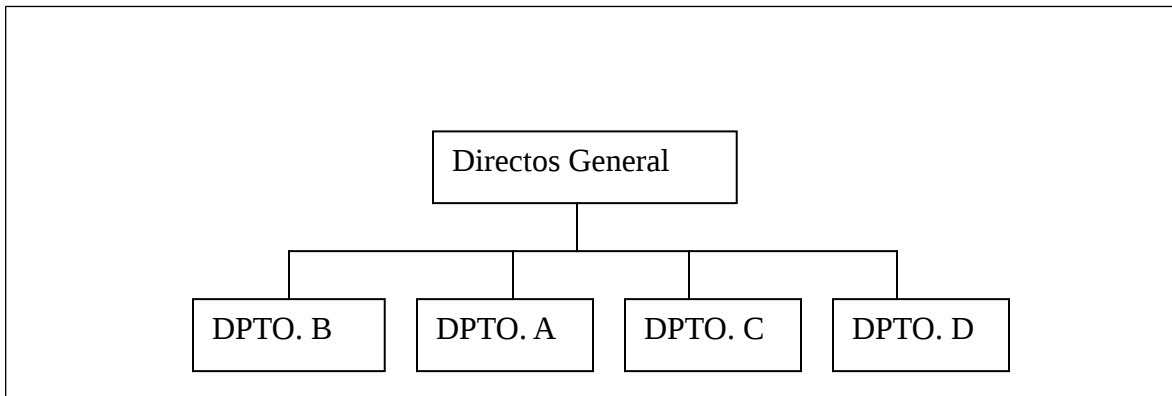 Directos General
DPTO. B
DPTO. A
DPTO. C
DPTO. D